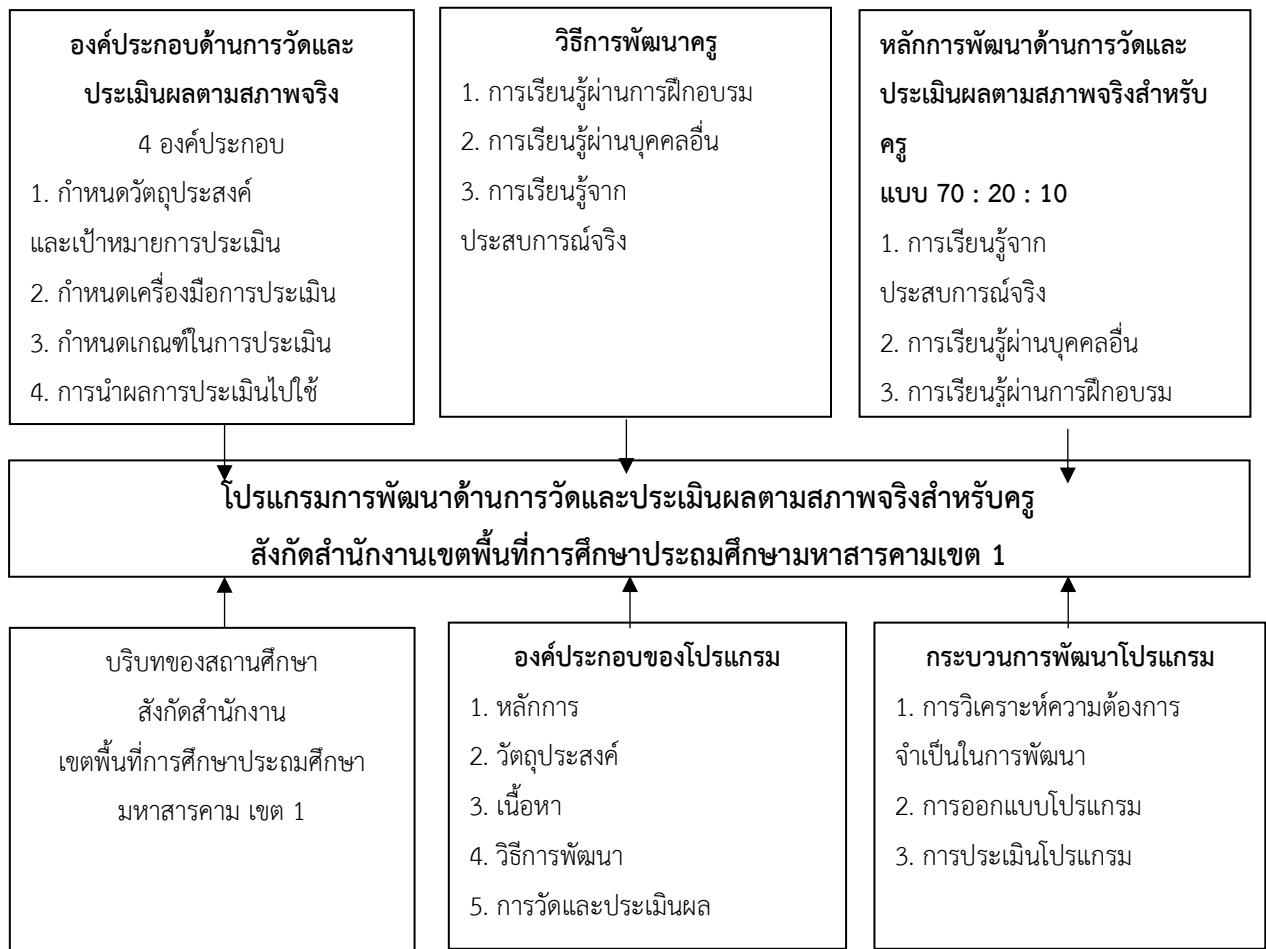 องค์ประกอบด้านการวัดและ
ประเมินผลตามสภาพจริง
4 องค์ประกอบ
1. กำหนดวัตถุประสงค์
และเป้าหมายการประเมิน
2. กำหนดเครื่องมือการประเมิน
3. กำหนดเกณฑ์ในการประเมิน
4. การนำผลการประเมินไปใช้
วิธีการพัฒนาครู
1. การเรียนรู้ผ่านการฝึกอบรม
2. การเรียนรู้ผ่านบุคคลอื่น
3. การเรียนรู้จาก
ประสบการณ์จริง
หลักการพัฒนาด้านการวัดและ
ประเมินผลตามสภาพจริงสำหรับ
ครู
แบบ 70 : 20 : 10
1. การเรียนรู้จาก
ประสบการณ์จริง
2. การเรียนรู้ผ่านบุคคลอื่น
3. การเรียนรู้ผ่านการฝึกอบรม
โปรแกรมการพัฒนาด้านการวัดและประเมินผลตามสภาพจริงสำหรับครู
สังกัดสำนักงานเขตพื้นที่การศึกษาประถมศึกษามหาสารคามเขต 1
บริบทของสถานศึกษา
สังกัดสำนักงาน
เขตพื้นที่การศึกษาประถมศึกษา
มหาสารคาม เขต 1
องค์ประกอบของโปรแกรม
1. หลักการ
2. วัตถุประสงค์
3. เนื้อหา
4. วิธีการพัฒนา
5. การวัดและประเมินผล
กระบวนการพัฒนาโปรแกรม
1. การวิเคราะห์ความต้องการ
จำเป็นในการพัฒนา
2. การออกแบบโปรแกรม
3. การประเมินโปรแกรม